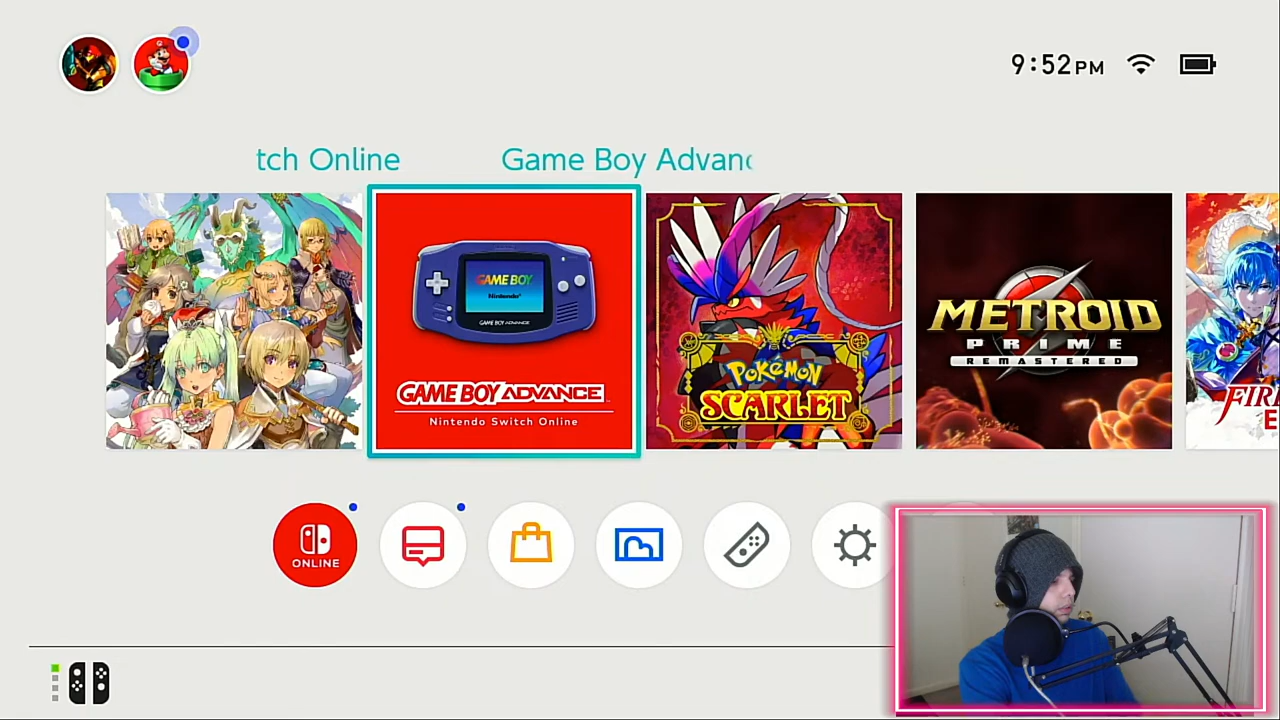 9:52 PM
tch Online Game Boy Advanc
GAME BOY
Nintendo
GAME BOY ADVANCE
GAME BOY ADVANCE
Nintendo Switch Online
Pokémon
SCARLET
METROID
PRIME
REMASTERED
FIR
E
ONLINE